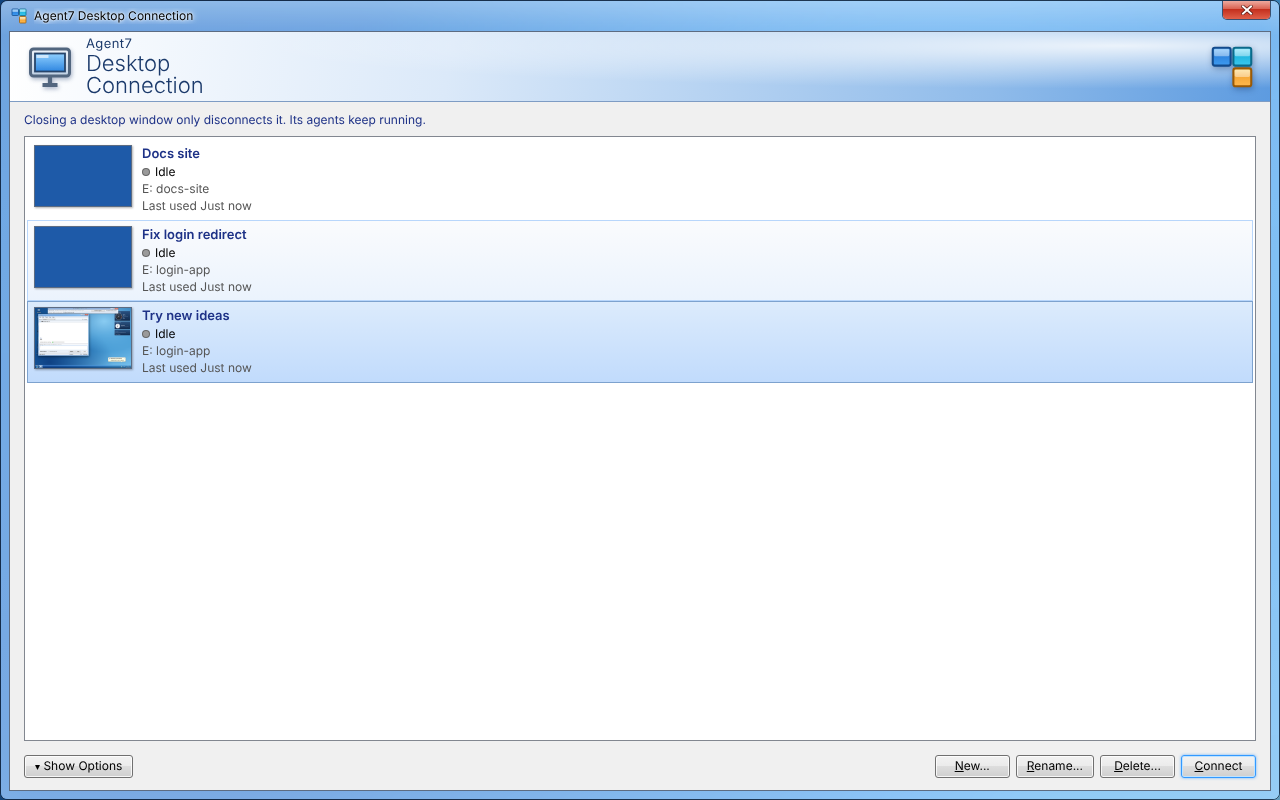 Agent7 Desktop Connection
Agent7
Desktop
Connection
Closing a desktop window only disconnects it. Its agents keep running.
Docs site
Idle
E: docs-site
Last used Just now
Fix login redirect
Idle
E: login-app
Last used Just now
Try new ideas
Idle
E: login-app
Last used Just now
▾ Show Options
New...
Rename...
Delete...
Connect